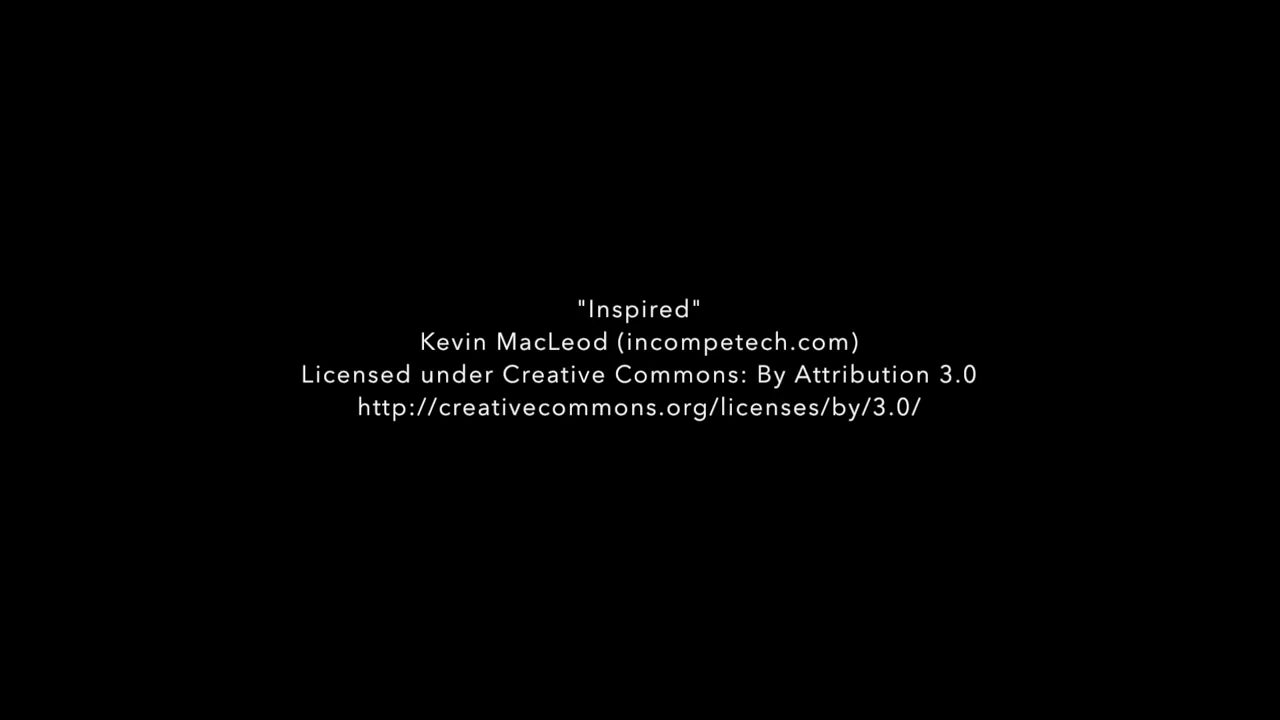 "Inspired"
Kevin MacLeod (incompetech.com)
Licensed under Creative Commons: By Attribution 3.0
http://creativecommons.org/licenses/by/3.0/